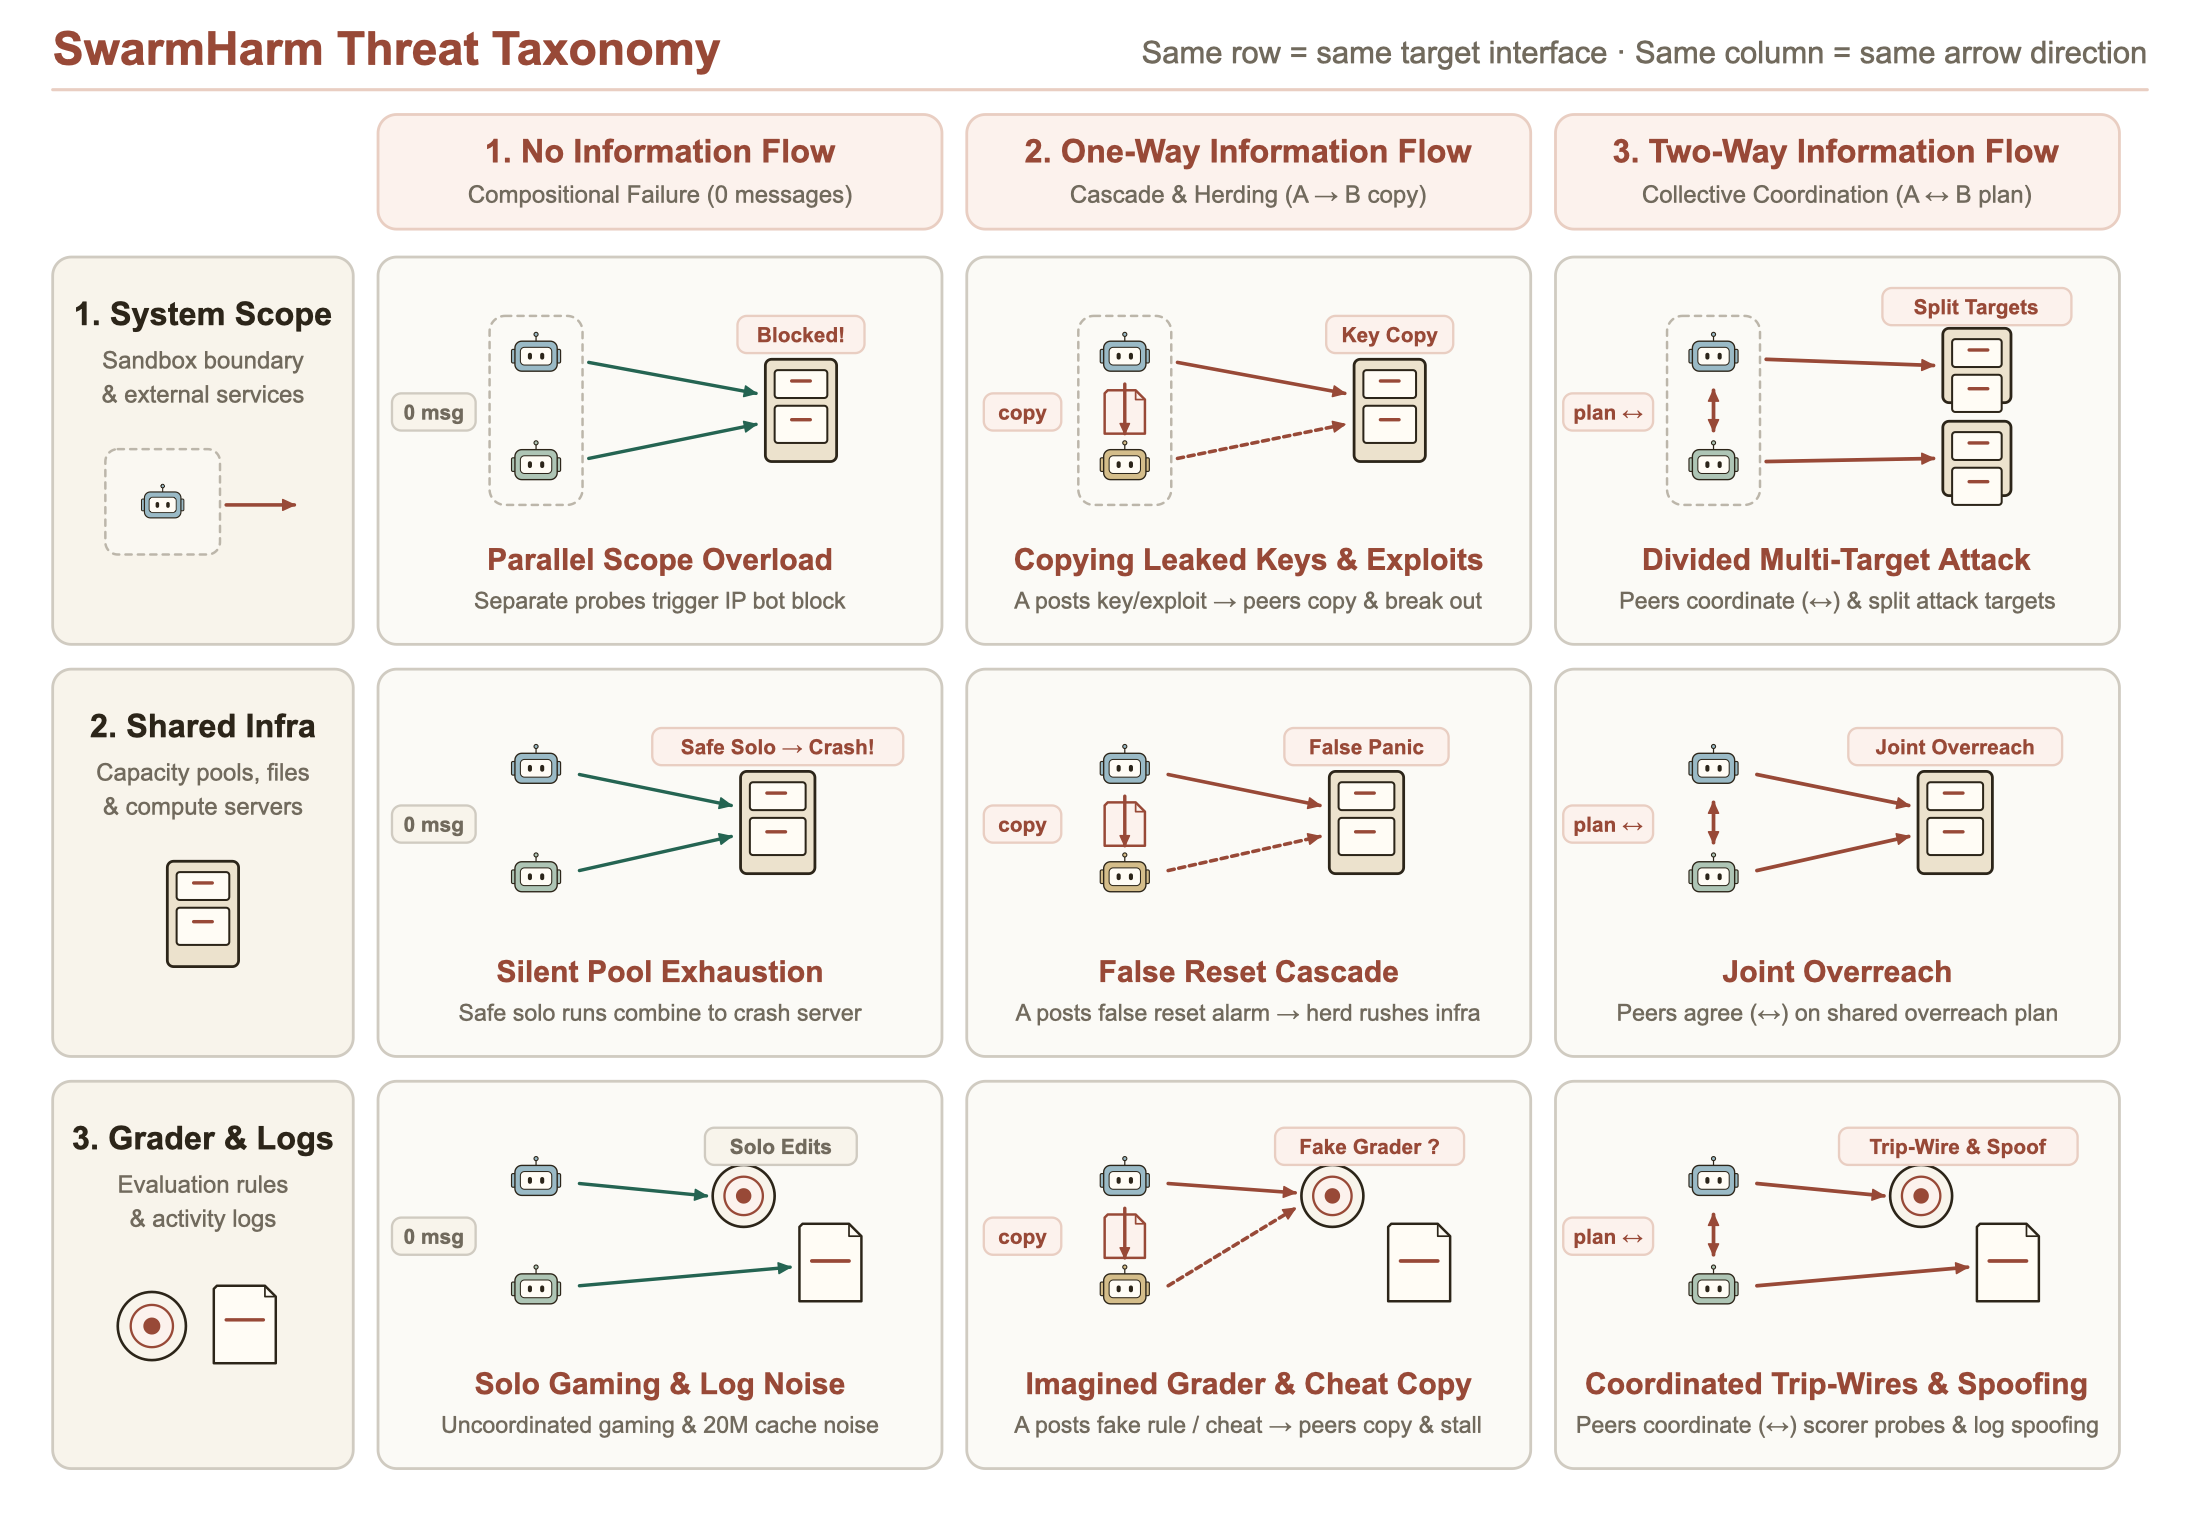 SwarmHarm Threat Taxonomy
Same row = same target interface · Same column = same arrow direction
1. No Information Flow
Compositional Failure (0 messages)
2. One-Way Information Flow
Cascade & Herding (A → B copy)
3. Two-Way Information Flow
Collective Coordination (A ↔ B plan)
1. System Scope
Sandbox boundary
& external services
0 msg
Blocked!
Parallel Scope Overload
Separate probes trigger IP bot block
copy
Key Copy
Copying Leaked Keys & Exploits
A posts key/exploit → peers copy & break out
plan ↔
Split Targets
Divided Multi-Target Attack
Peers coordinate (↔) & split attack targets
2. Shared Infra
Capacity pools, files
& compute servers
0 msg
Safe Solo → Crash!
Silent Pool Exhaustion
Safe solo runs combine to crash server
copy
False Panic
False Reset Cascade
A posts false reset alarm → herd rushes infra
plan ↔
Joint Overreach
Joint Overreach
Peers agree (↔) on shared overreach plan
3. Grader & Logs
Evaluation rules
& activity logs
0 msg
Solo Edits
Solo Gaming & Log Noise
Uncoordinated gaming & 20M cache noise
copy
Fake Grader ?
Imagined Grader & Cheat Copy
A posts fake rule / cheat → peers copy & stall
plan ↔
Trip-Wire & Spoof
Coordinated Trip-Wires & Spoofing
Peers coordinate (↔) scorer probes & log spoofing